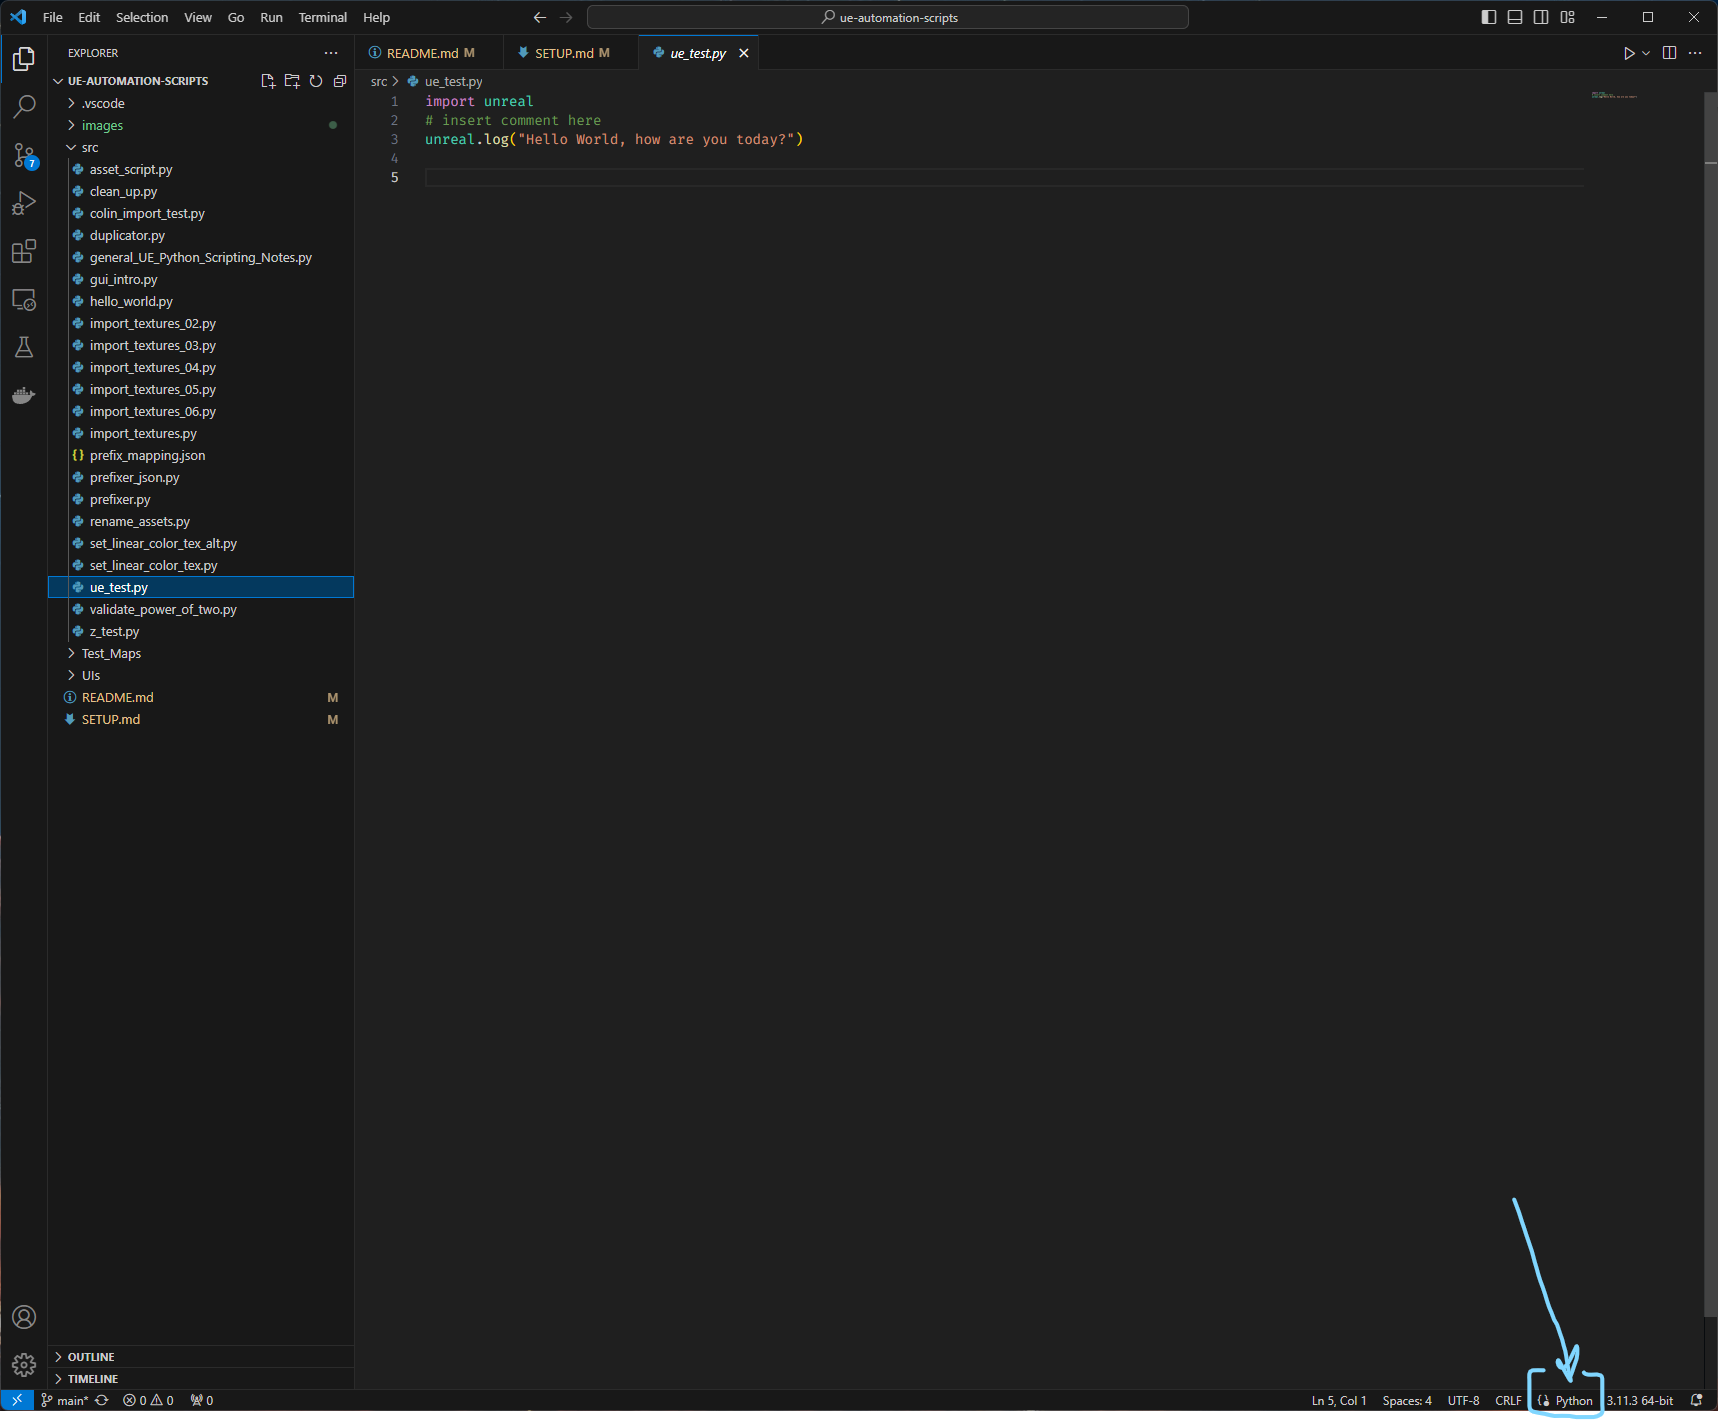 File Edit Selection View Go Run Terminal Help
ue-automation-scripts
EXPLORER
README.md M
SETUP.md M
ue_test.py
UE-AUTOMATION-SCRIPTS
.vscode
images
src
asset_script.py
clean_up.py
colin_import_test.py
duplicator.py
general_UE_Python_Scripting_Notes.py
gui_intro.py
hello_world.py
import_textures_02.py
import_textures_03.py
import_textures_04.py
import_textures_05.py
import_textures_06.py
import_textures.py
{} prefix_mapping.json
prefixer_json.py
prefixer.py
rename_assets.py
set_linear_color_tex_alt.py
set_linear_color_tex.py
ue_test.py
validate_power_of_two.py
z_test.py
Test_Maps
UIs
README.md M
SETUP.md M
7
src > ue_test.py
1 import unreal
2 # insert comment here
3 unreal.log("Hello World, how are you today?")
4
5
OUTLINE
TIMELINE
main* 0 0 0
Ln 5, Col 1 Spaces: 4 UTF-8 CRLF Python 3.11.3 64-bit